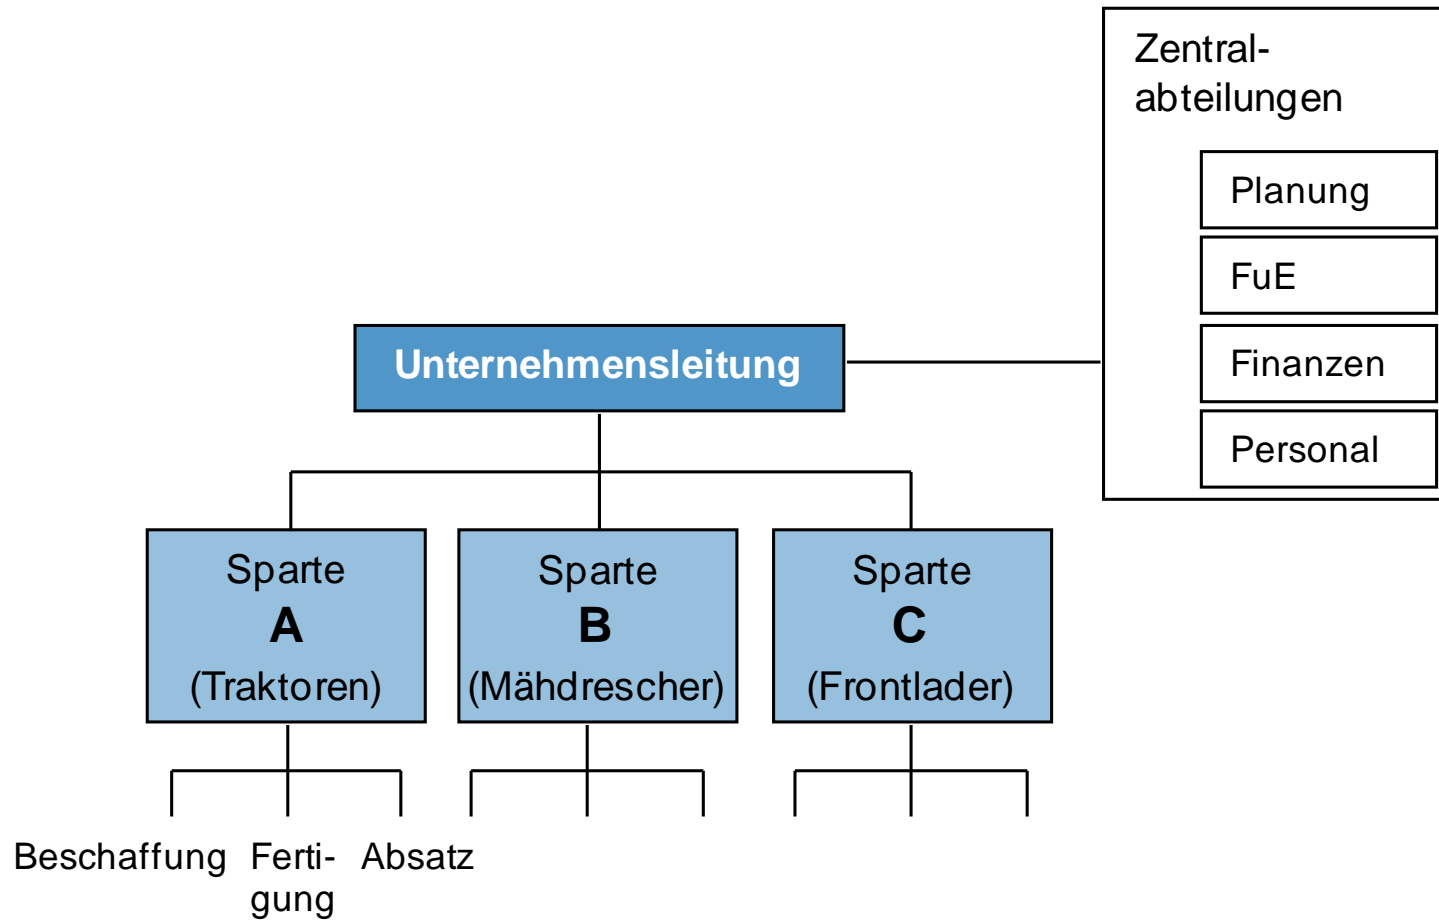 Zentral-
abteilungen
Planung
FuE
Finanzen
Personal
Unternehmensleitung
Sparte
A
(Traktoren)
Sparte
B
(Mähdrescher)
Sparte
C
(Frontlader)
Beschaffung
Ferti-
gung
Absatz